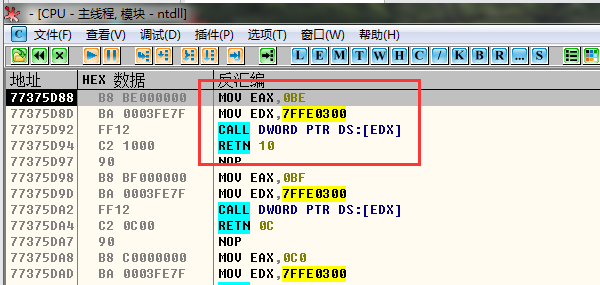 - [CPU - 主线程, 模块 - ntdll]
C 文件(F) 查看(V) 调试(D) 插件(P) 选项(T) 窗口(W) 帮助(H)
L E M T W H C / K B R ... S
地址 HEX 数据 反汇编
77375D88 B8 BE000000 MOV EAX,0BE
77375D8D BA 0003FE7F MOV EDX,7FFE0300
77375D92 FF12 CALL DWORD PTR DS:[EDX]
77375D94 C2 1000 RETN 10
77375D97 90 NOP
77375D98 B8 BF000000 MOV EAX,0BF
77375D9D BA 0003FE7F MOV EDX,7FFE0300
77375DA2 FF12 CALL DWORD PTR DS:[EDX]
77375DA4 C2 0C00 RETN 0C
77375DA7 90 NOP
77375DA8 B8 C0000000 MOV EAX,0C0
77375DAD BA 0003FE7F MOV EDX,7FFE0300